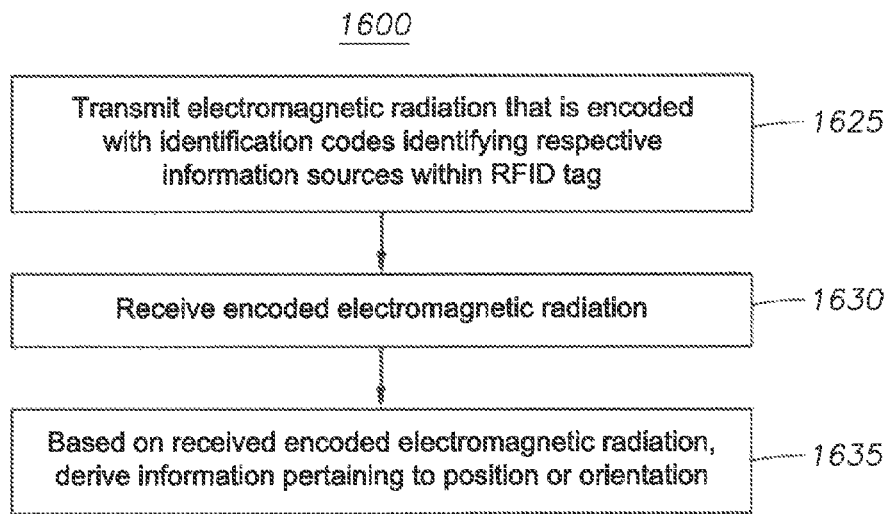 1600
Transmit electromagnetic radiation that is encoded
with identification codes identifying respective
information sources within RFID tag
1625
Receive encoded electromagnetic radiation
1630
Based on received encoded electromagnetic radiation,
derive information pertaining to position or orientation
1635